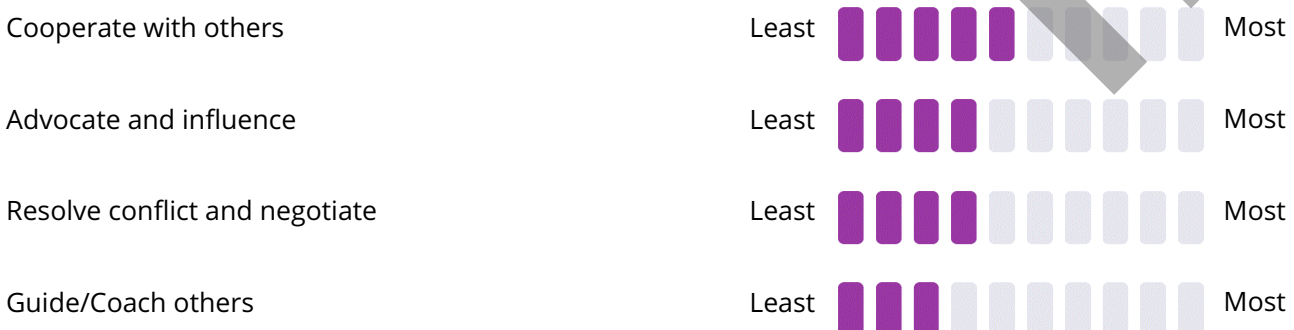 Cooperate with others Least Most
Advocate and influence Least Most
Resolve conflict and negotiate Least Most
Guide/Coach others Least Most